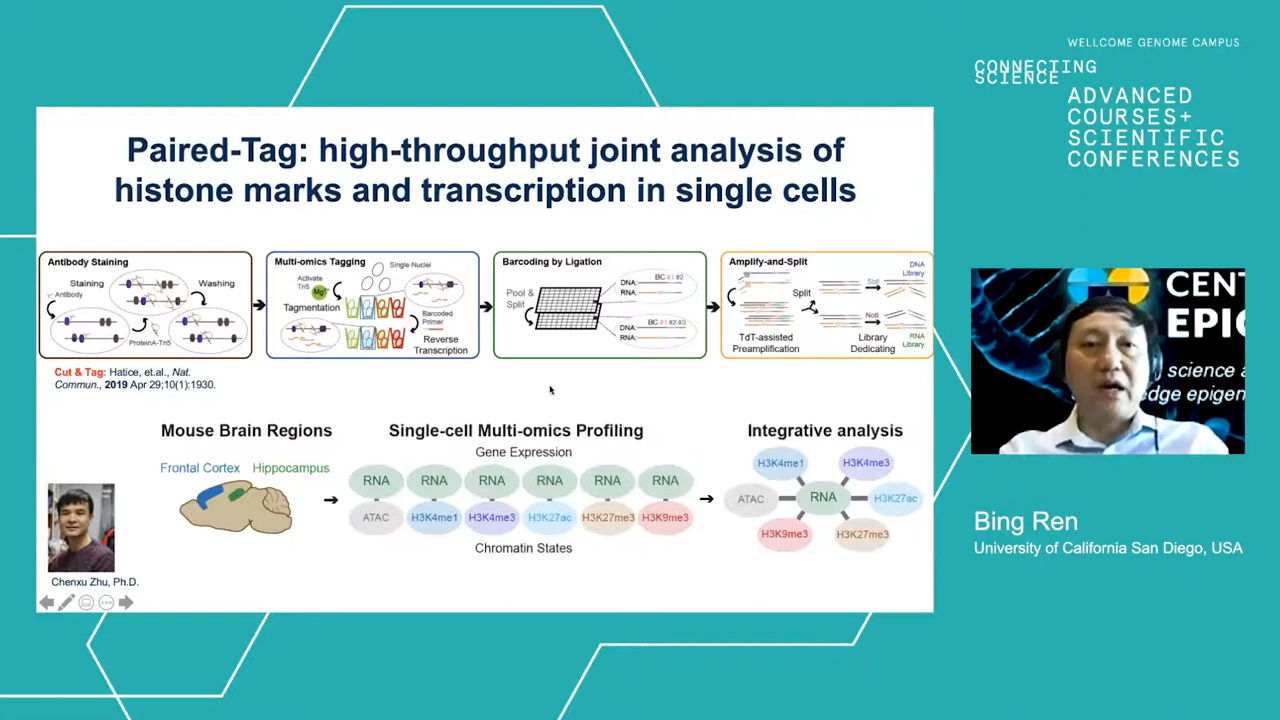 WELLCOME GENOME CAMPUS
CONNECTING
SCIENCE
ADVANCED
COURSES+
SCIENTIFIC
CONFERENCES
Paired-Tag: high-throughput joint analysis of
histone marks and transcription in single cells
Antibody Staining
Staining
Washing
Antibody
ProteinA-Tn5
Multi-omics Tagging
Single Nuclei
Activate
Tn5
Mg
Tagmentation
Barcoded
Primer
Reverse
Transcription
Barcoding by Ligation
Pool &
Split
BC #1 #2
DNA:
RNA:
DNA:
BC #1 #2 #3
RNA:
Amplify-and-Split
DNA
Library
Split
SbfI
NotI
RNA
Library
TdT-assisted
Preamplification
Library
Dedicating
Cut & Tag: Hatice, et.al., Nat.
Commun., 2019 Apr 29;10(1):1930.
Mouse Brain Regions
Frontal Cortex Hippocampus
Single-cell Multi-omics Profiling
Gene Expression
RNA RNA RNA RNA RNA RNA
ATAC H3K4me1 H3K4me3 H3K27ac H3K27me3 H3K9me3
Chromatin States
Integrative analysis
H3K4me1 H3K4me3
ATAC RNA H3K27ac
H3K9me3 H3K27me3
Chenxu Zhu, Ph.D.
CENT
EPIG
science a
edge epigen
Bing Ren
University of California San Diego, USA